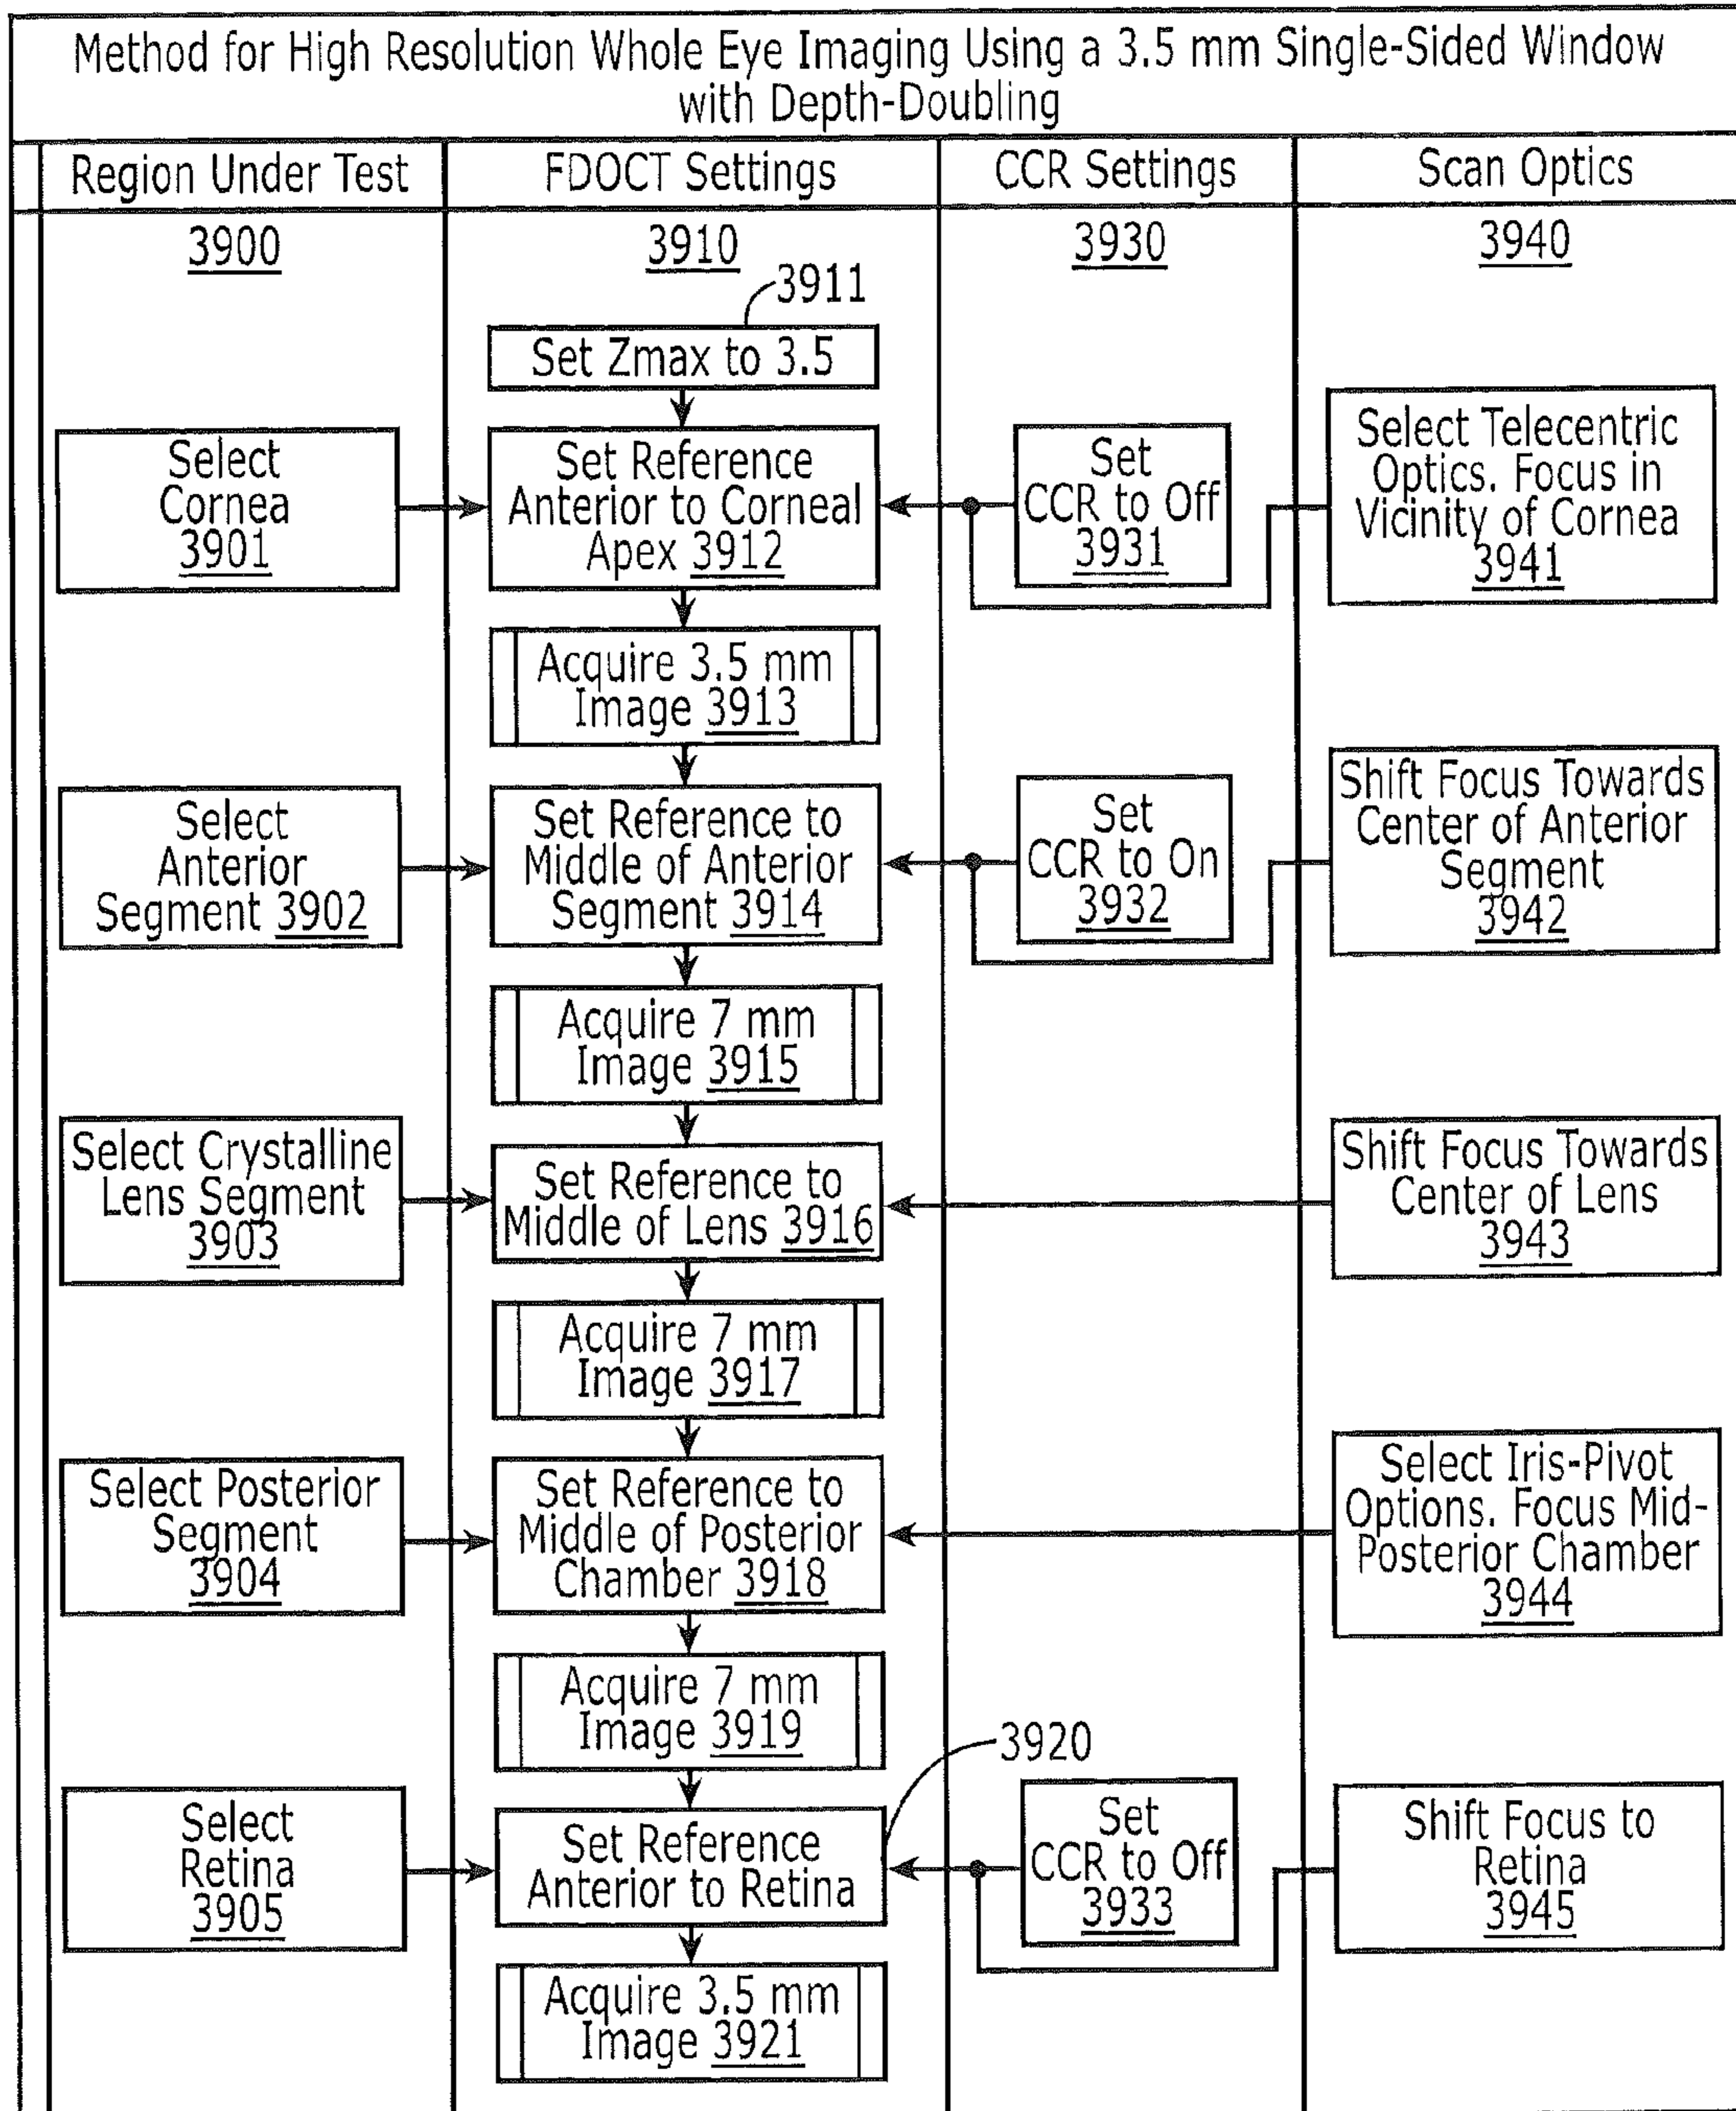 Method for High Resolution Whole Eye Imaging Using a 3.5 mm Single-Sided Window
with Depth-Doubling
Region Under Test
FDOCT Settings
CCR Settings
Scan Optics
3900
3910
3930
3940
3911
Set Zmax to 3.5
Select
Cornea
3901
Set Reference
Anterior to Corneal
Apex 3912
Set
CCR to Off
3931
Select Telecentric
Optics. Focus in
Vicinity of Cornea
3941
Acquire 3.5 mm
Image 3913
Select
Anterior
Segment 3902
Set Reference to
Middle of Anterior
Segment 3914
Set
CCR to On
3932
Shift Focus Towards
Center of Anterior
Segment
3942
Acquire 7 mm
Image 3915
Select Crystalline
Lens Segment
3903
Set Reference to
Middle of Lens 3916
Shift Focus Towards
Center of Lens
3943
Acquire 7 mm
Image 3917
Select Posterior
Segment
3904
Set Reference to
Middle of Posterior
Chamber 3918
Select Iris-Pivot
Options. Focus Mid-
Posterior Chamber
3944
Acquire 7 mm
Image 3919
3920
Select
Retina
3905
Set Reference
Anterior to Retina
Set
CCR to Off
3933
Shift Focus to
Retina
3945
Acquire 3.5 mm
Image 3921